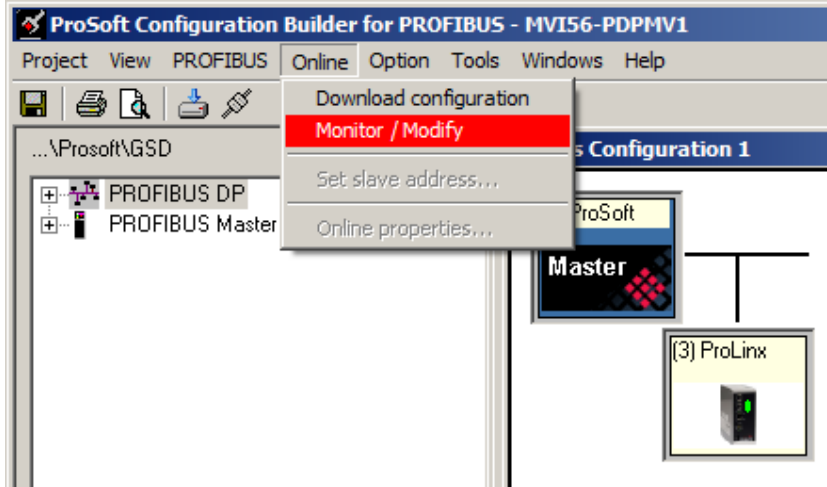 ProSoft Configuration Builder for PROFIBUS - MVI56-PDPMV1
Project View PROFIBUS Online Option Tools Windows Help
Download configuration
Monitor / Modify
Set slave address...
Online properties...
...\Prosoft\GSD
PROFIBUS DP
PROFIBUS Master
s Configuration 1
ProSoft
Master
(3) ProLinx